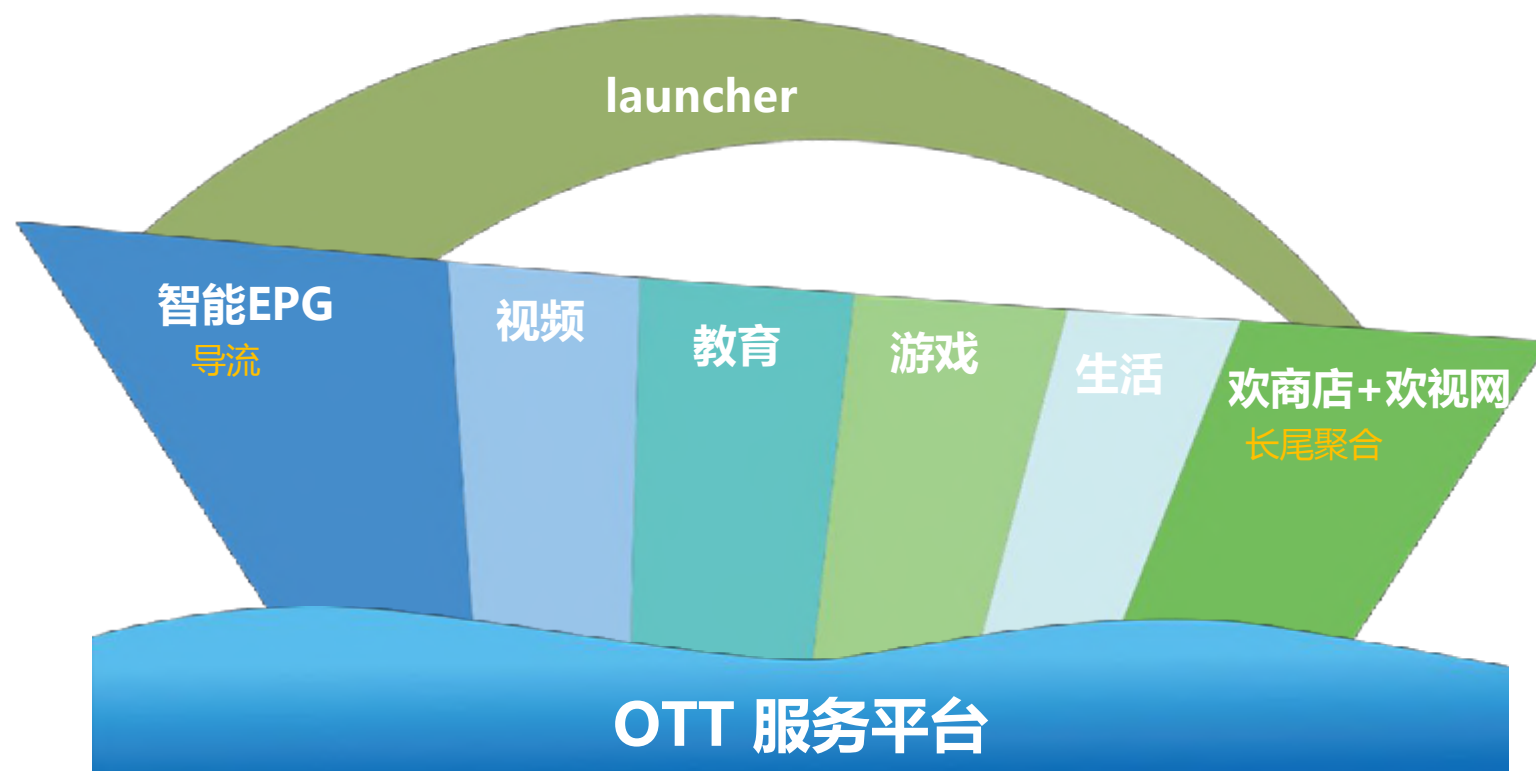 launcher
智能EPG
导流
视频
教育
游戏
生活
欢商店+欢视网
长尾聚合
OTT 服务平台